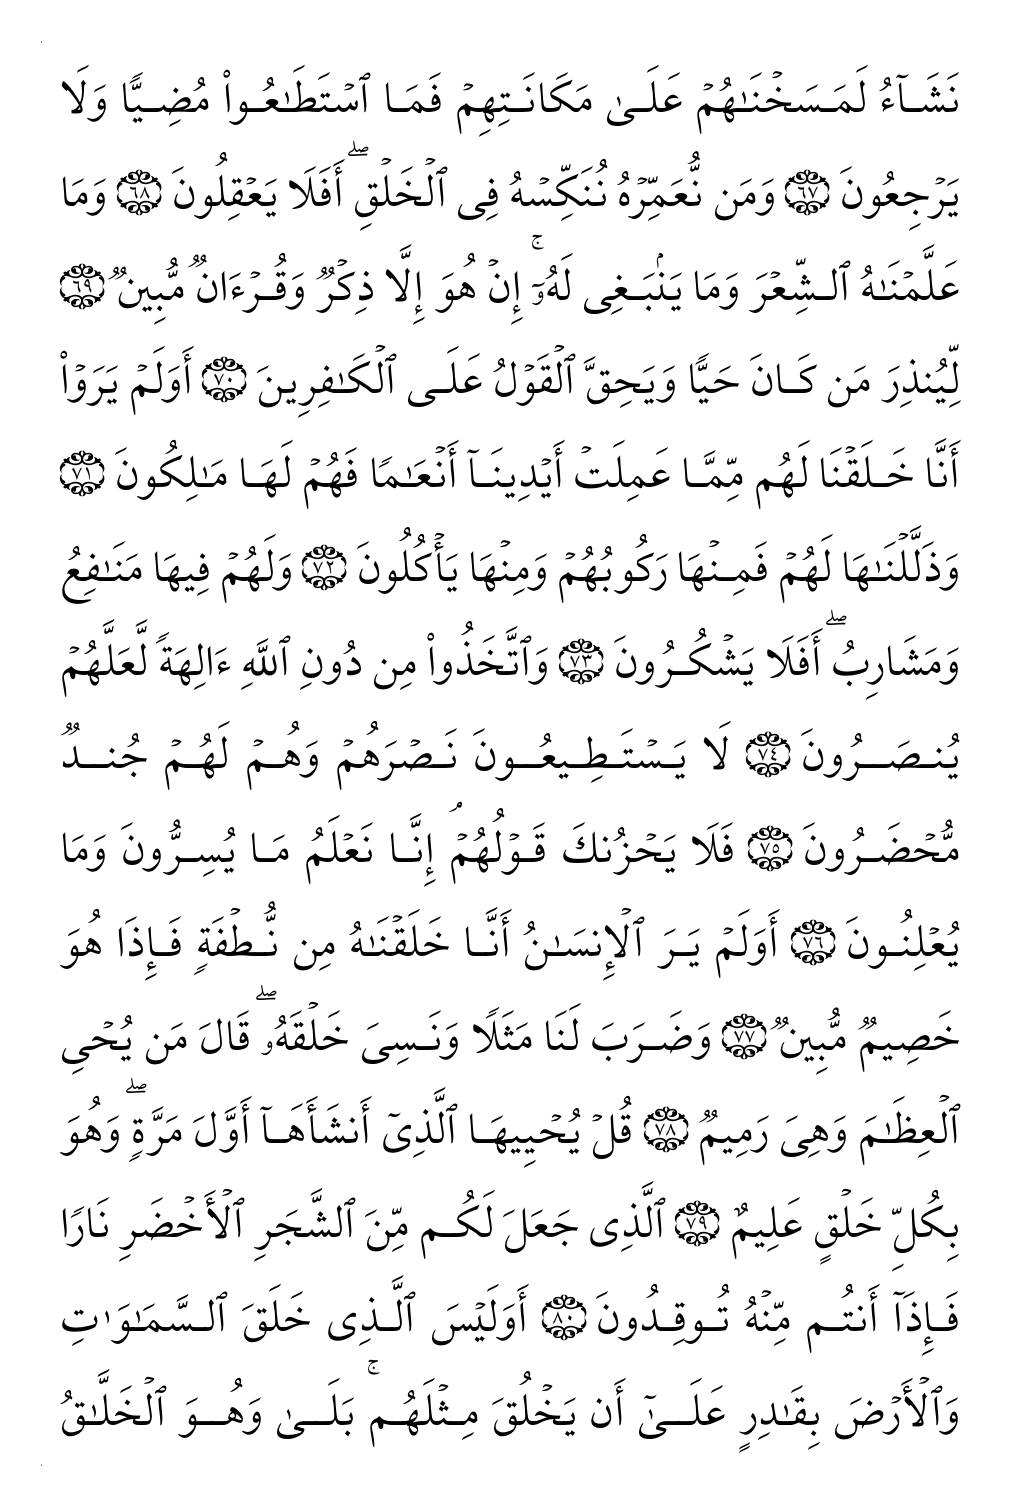 نَشَآءُ لَمَسَخْنَٰهُمْ عَلَىٰ مَكَانَتِهِمْ فَمَا ٱسْتَطَٰعُوا۟ مُضِيًّا وَلَا
يَرْجِعُونَ ﴿٦٧﴾ وَمَن نُّعَمِّرْهُ نُنَكِّسْهُ فِى ٱلْخَلْقِ ۖ أَفَلَا يَعْقِلُونَ ﴿٦٨﴾ وَمَا
عَلَّمْنَٰهُ ٱلشِّعْرَ وَمَا يَنۢبَغِى لَهُۥٓ ۚ إِنْ هُوَ إِلَّا ذِكْرٌ وَقُرْءَانٌ مُّبِينٌ ﴿٦٩﴾
لِّيُنذِرَ مَن كَانَ حَيًّا وَيَحِقَّ ٱلْقَوْلُ عَلَى ٱلْكَٰفِرِينَ ﴿٧٠﴾ أَوَلَمْ يَرَوْا۟
أَنَّا خَلَقْنَا لَهُم مِّمَّا عَمِلَتْ أَيْدِينَآ أَنْعَٰمًا فَهُمْ لَهَا مَٰلِكُونَ ﴿٧١﴾
وَذَلَّلْنَٰهَا لَهُمْ فَمِنْهَا رَكُوبُهُمْ وَمِنْهَا يَأْكُلُونَ ﴿٧٢﴾ وَلَهُمْ فِيهَا مَنَٰفِعُ
وَمَشَارِبُ ۖ أَفَلَا يَشْكُرُونَ ﴿٧٣﴾ وَٱتَّخَذُوا۟ مِن دُونِ ٱللَّهِ ءَالِهَةً لَّعَلَّهُمْ
يُنصَرُونَ ﴿٧٤﴾ لَا يَسْتَطِيعُونَ نَصْرَهُمْ وَهُمْ لَهُمْ جُندٌ
مُّحْضَرُونَ ﴿٧٥﴾ فَلَا يَحْزُنكَ قَوْلُهُمْ ۘ إِنَّا نَعْلَمُ مَا يُسِرُّونَ وَمَا
يُعْلِنُونَ ﴿٧٦﴾ أَوَلَمْ يَرَ ٱلْإِنسَٰنُ أَنَّا خَلَقْنَٰهُ مِن نُّطْفَةٍ فَإِذَا هُوَ
خَصِيمٌ مُّبِينٌ ﴿٧٧﴾ وَضَرَبَ لَنَا مَثَلًا وَنَسِىَ خَلْقَهُۥ ۖ قَالَ مَن يُحْىِ
ٱلْعِظَٰمَ وَهِىَ رَمِيمٌ ﴿٧٨﴾ قُلْ يُحْيِيهَا ٱلَّذِىٓ أَنشَأَهَآ أَوَّلَ مَرَّةٍ ۖ وَهُوَ
بِكُلِّ خَلْقٍ عَلِيمٌ ﴿٧٩﴾ ٱلَّذِى جَعَلَ لَكُم مِّنَ ٱلشَّجَرِ ٱلْأَخْضَرِ نَارًا
فَإِذَآ أَنتُم مِّنْهُ تُوقِدُونَ ﴿٨٠﴾ أَوَلَيْسَ ٱلَّذِى خَلَقَ ٱلسَّمَٰوَٰتِ
وَٱلْأَرْضَ بِقَٰدِرٍ عَلَىٰٓ أَن يَخْلُقَ مِثْلَهُم ۚ بَلَىٰ وَهُوَ ٱلْخَلَّٰقُ